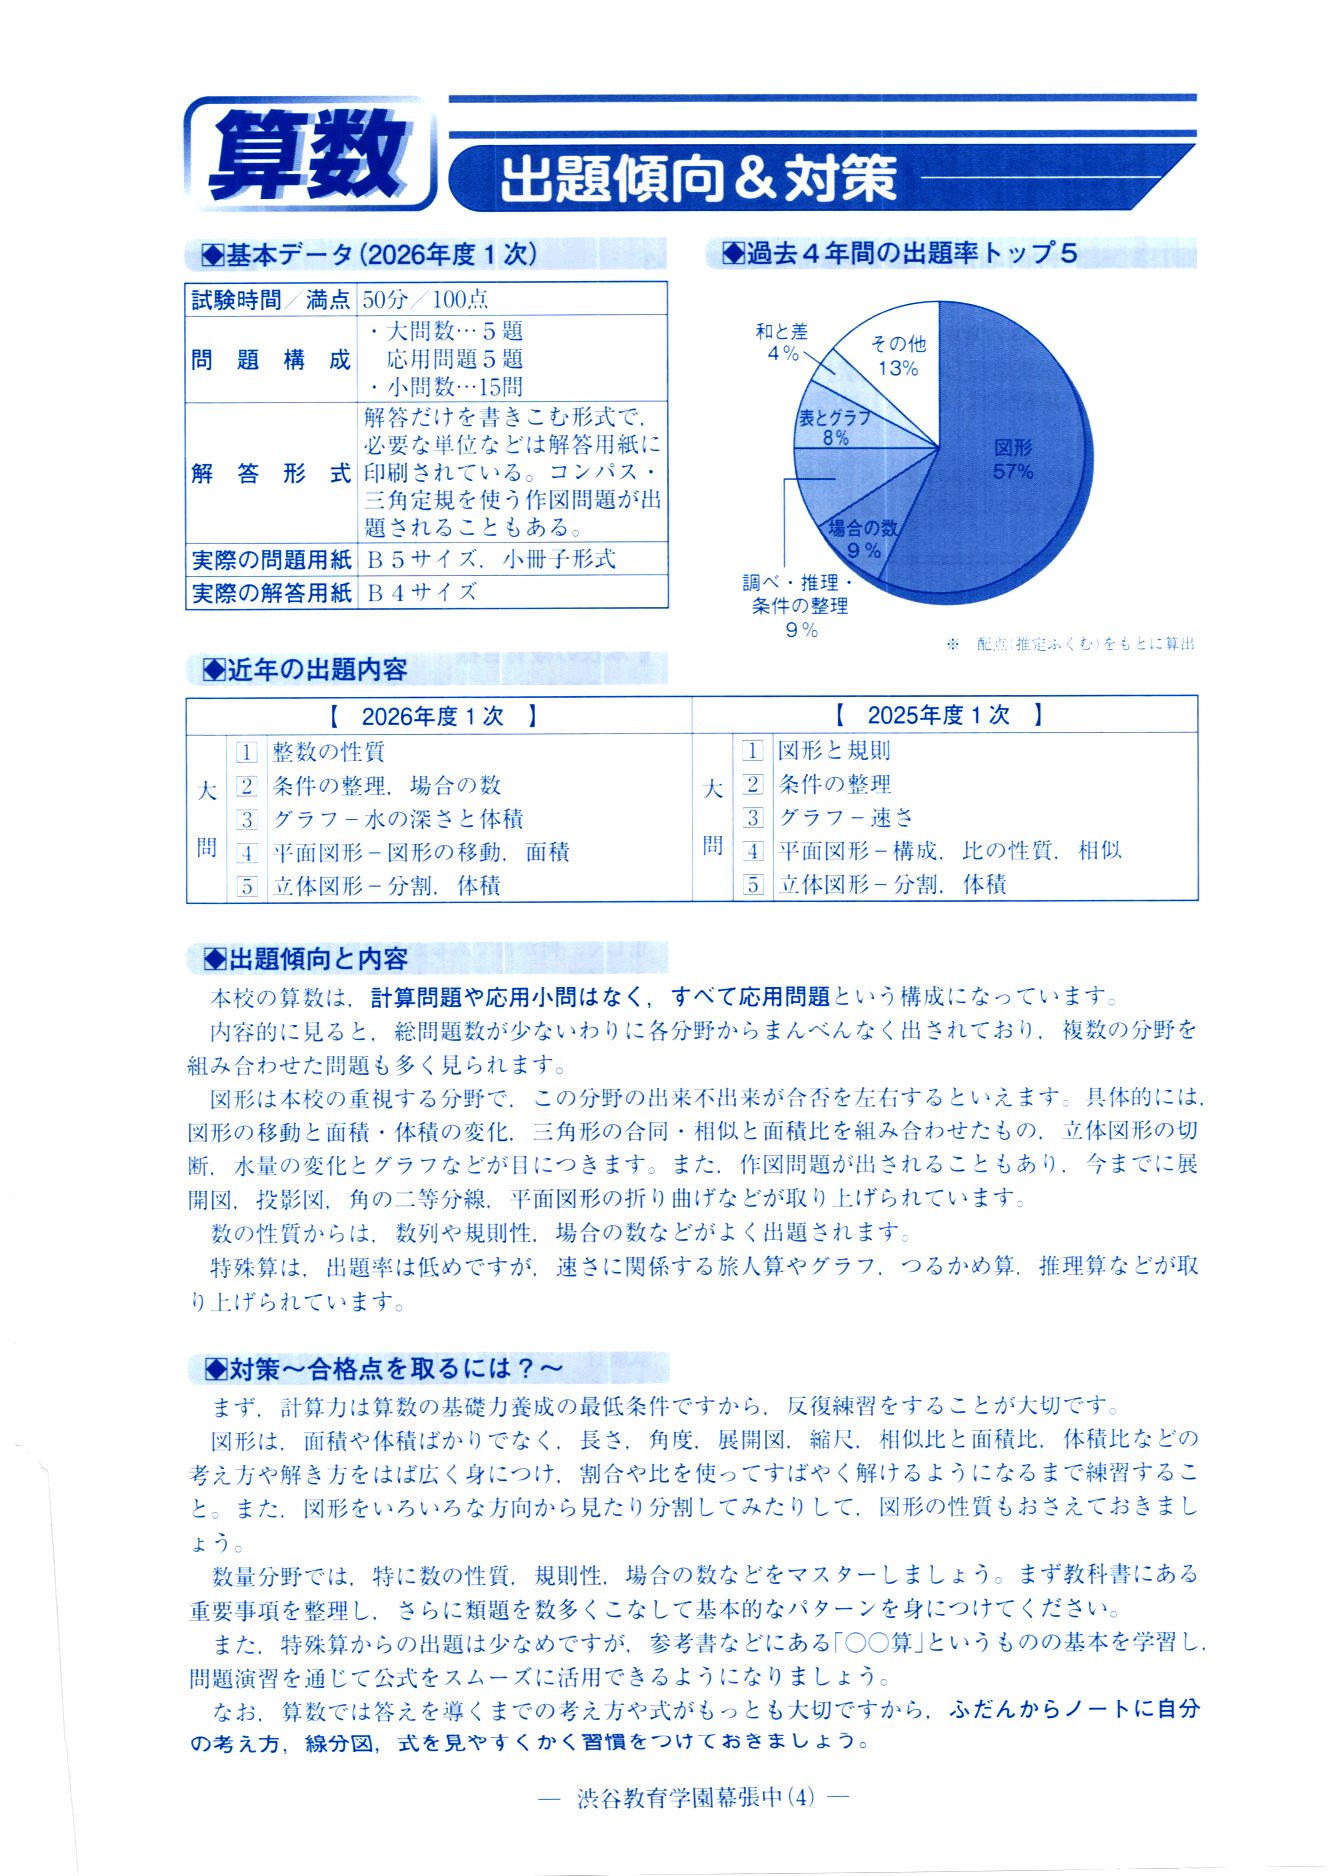 算数
出題傾向＆対策
◆基本データ(2026年度１次)
試験時間／満点 50分／100点
問題構成
・大問数…５題
応用問題５題
・小問数…15問
解答形式
解答だけを書きこむ形式で，
必要な単位などは解答用紙に
印刷されている。コンパス・
三角定規を使う作図問題が出
題されることもある。
実際の問題用紙 Ｂ５サイズ，小冊子形式
実際の解答用紙 Ｂ４サイズ
◆過去４年間の出題率トップ５
和と差
4％
その他
13％
表とグラフ
8％
図形
57％
場合の数
9％
調べ・推理・
条件の整理
9％
※　配点(推定ふくむ)をもとに算出
◆近年の出題内容
【　2026年度１次　】
大問
1 整数の性質
2 条件の整理，場合の数
3 グラフ－水の深さと体積
4 平面図形－図形の移動，面積
5 立体図形－分割，体積
【　2025年度１次　】
大問
1 図形と規則
2 条件の整理
3 グラフ－速さ
4 平面図形－構成，比の性質，相似
5 立体図形－分割，体積
◆出題傾向と内容
本校の算数は，計算問題や応用小問はなく，すべて応用問題という構成になっています。
内容的に見ると，総問題数が少ないわりに各分野からまんべんなく出されており，複数の分野を
組み合わせた問題も多く見られます。
図形は本校の重視する分野で，この分野の出来不出来が合否を左右するといえます。具体的には，
図形の移動と面積・体積の変化，三角形の合同・相似と面積比を組み合わせたもの，立体図形の切
断，水量の変化とグラフなどが目につきます。また，作図問題が出されることもあり，今までに展
開図，投影図，角の二等分線，平面図形の折り曲げなどが取り上げられています。
数の性質からは，数列や規則性，場合の数などがよく出題されます。
特殊算は，出題率は低めですが，速さに関係する旅人算やグラフ，つるかめ算，推理算などが取
り上げられています。
◆対策～合格点を取るには？～
まず，計算力は算数の基礎力養成の最低条件ですから，反復練習をすることが大切です。
図形は，面積や体積ばかりでなく，長さ，角度，展開図，縮尺，相似比と面積比，体積比などの
考え方や解き方をはば広く身につけ，割合や比を使ってすばやく解けるようになるまで練習するこ
と。また，図形をいろいろな方向から見たり分割してみたりして，図形の性質もおさえておきまし
ょう。
数量分野では，特に数の性質，規則性，場合の数などをマスターしましょう。まず教科書にある
重要事項を整理し，さらに類題を数多くこなして基本的なパターンを身につけてください。
また，特殊算からの出題は少なめですが，参考書などにある「○○算」というものの基本を学習し，
問題演習を通じて公式をスムーズに活用できるようになりましょう。
なお，算数では答えを導くまでの考え方や式がもっとも大切ですから，ふだんからノートに自分
の考え方，線分図，式を見やすくかく習慣をつけておきましょう。
― 渋谷教育学園幕張中(4) ―